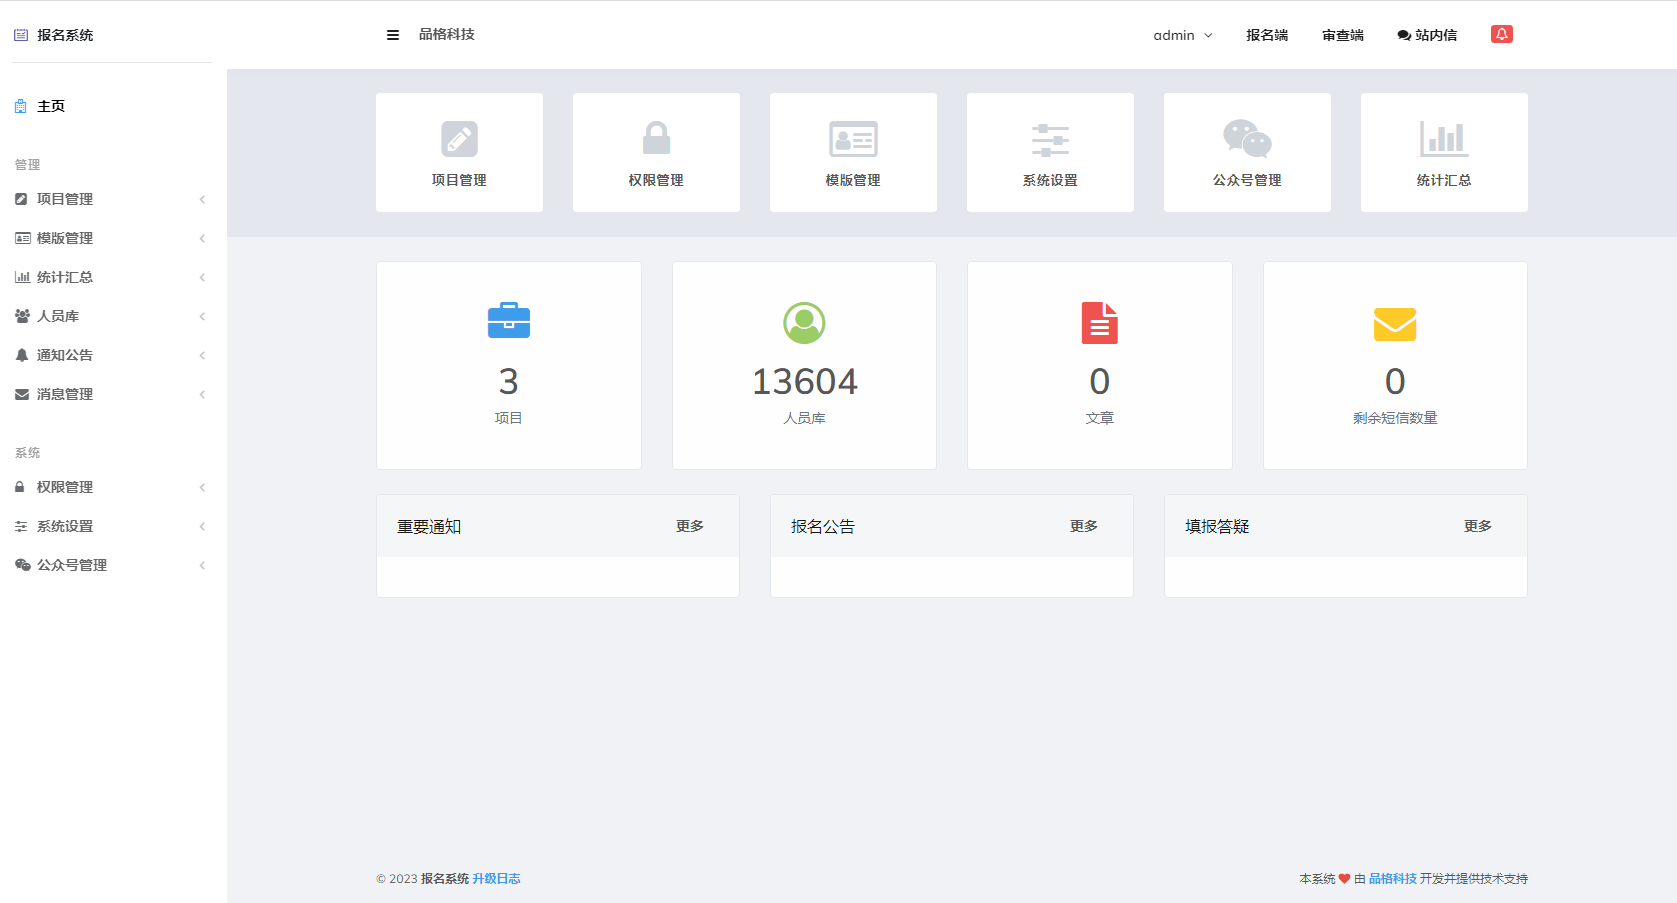 报名系统
品格科技
admin
报名端
审查端
站内信
主页
管理
项目管理
模版管理
统计汇总
人员库
通知公告
消息管理
系统
权限管理
系统设置
公众号管理
项目管理
权限管理
模版管理
系统设置
公众号管理
统计汇总
3
项目
13604
人员库
0
文章
0
剩余短信数量
重要通知
更多
报名公告
更多
填报答疑
更多
© 2023 报名系统 升级日志
本系统 ❤ 由 品格科技 开发并提供技术支持